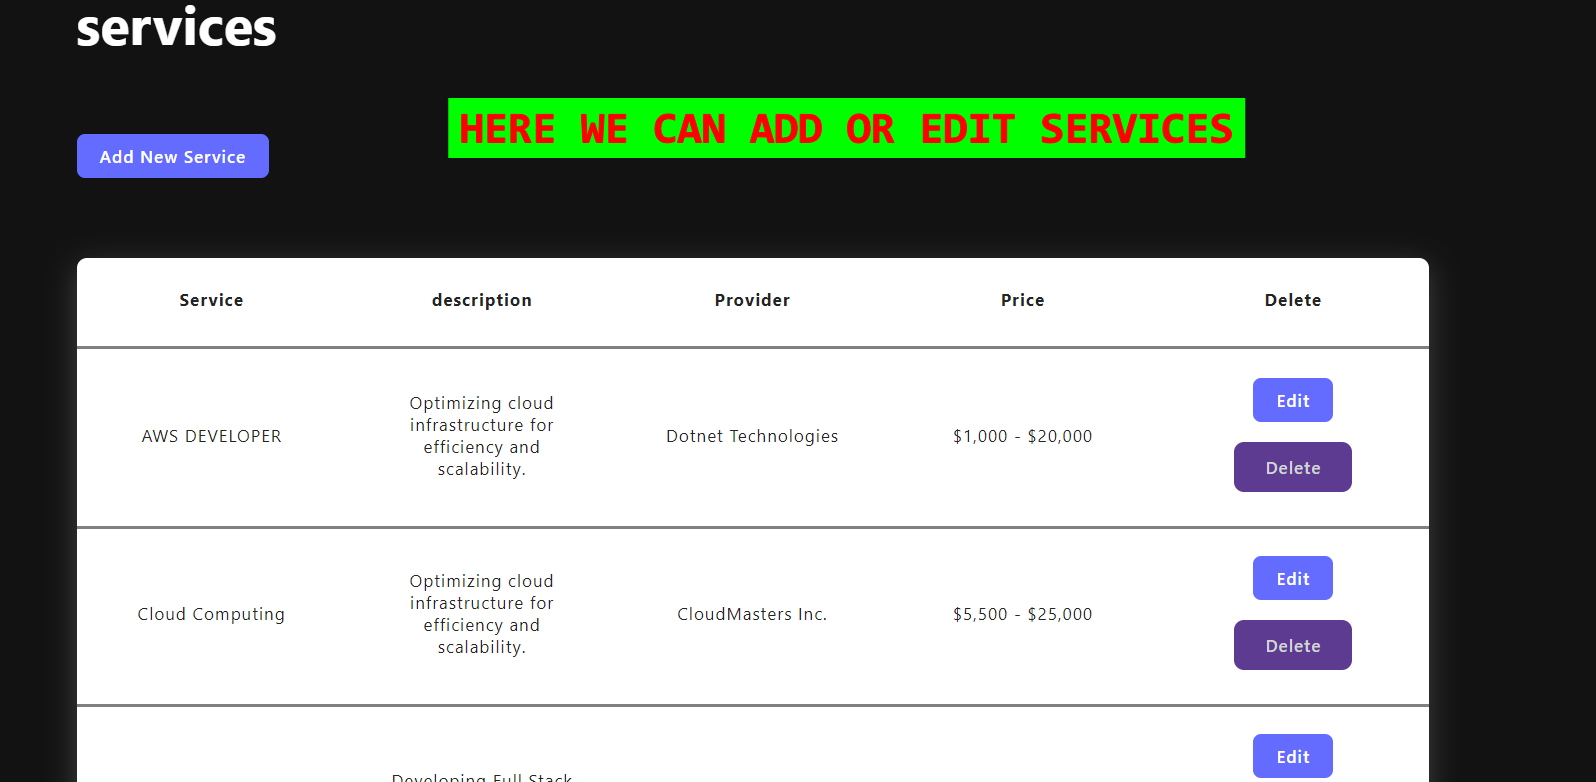 services
HERE WE CAN ADD OR EDIT SERVICES
Add New Service
Service description Provider Price Delete
AWS DEVELOPER
Optimizing cloud
infrastructure for
efficiency and
scalability.
Dotnet Technologies
$1,000 - $20,000
Edit
Delete
Cloud Computing
Optimizing cloud
infrastructure for
efficiency and
scalability.
CloudMasters Inc.
$5,500 - $25,000
Edit
Delete
Developing Full Stack
Edit